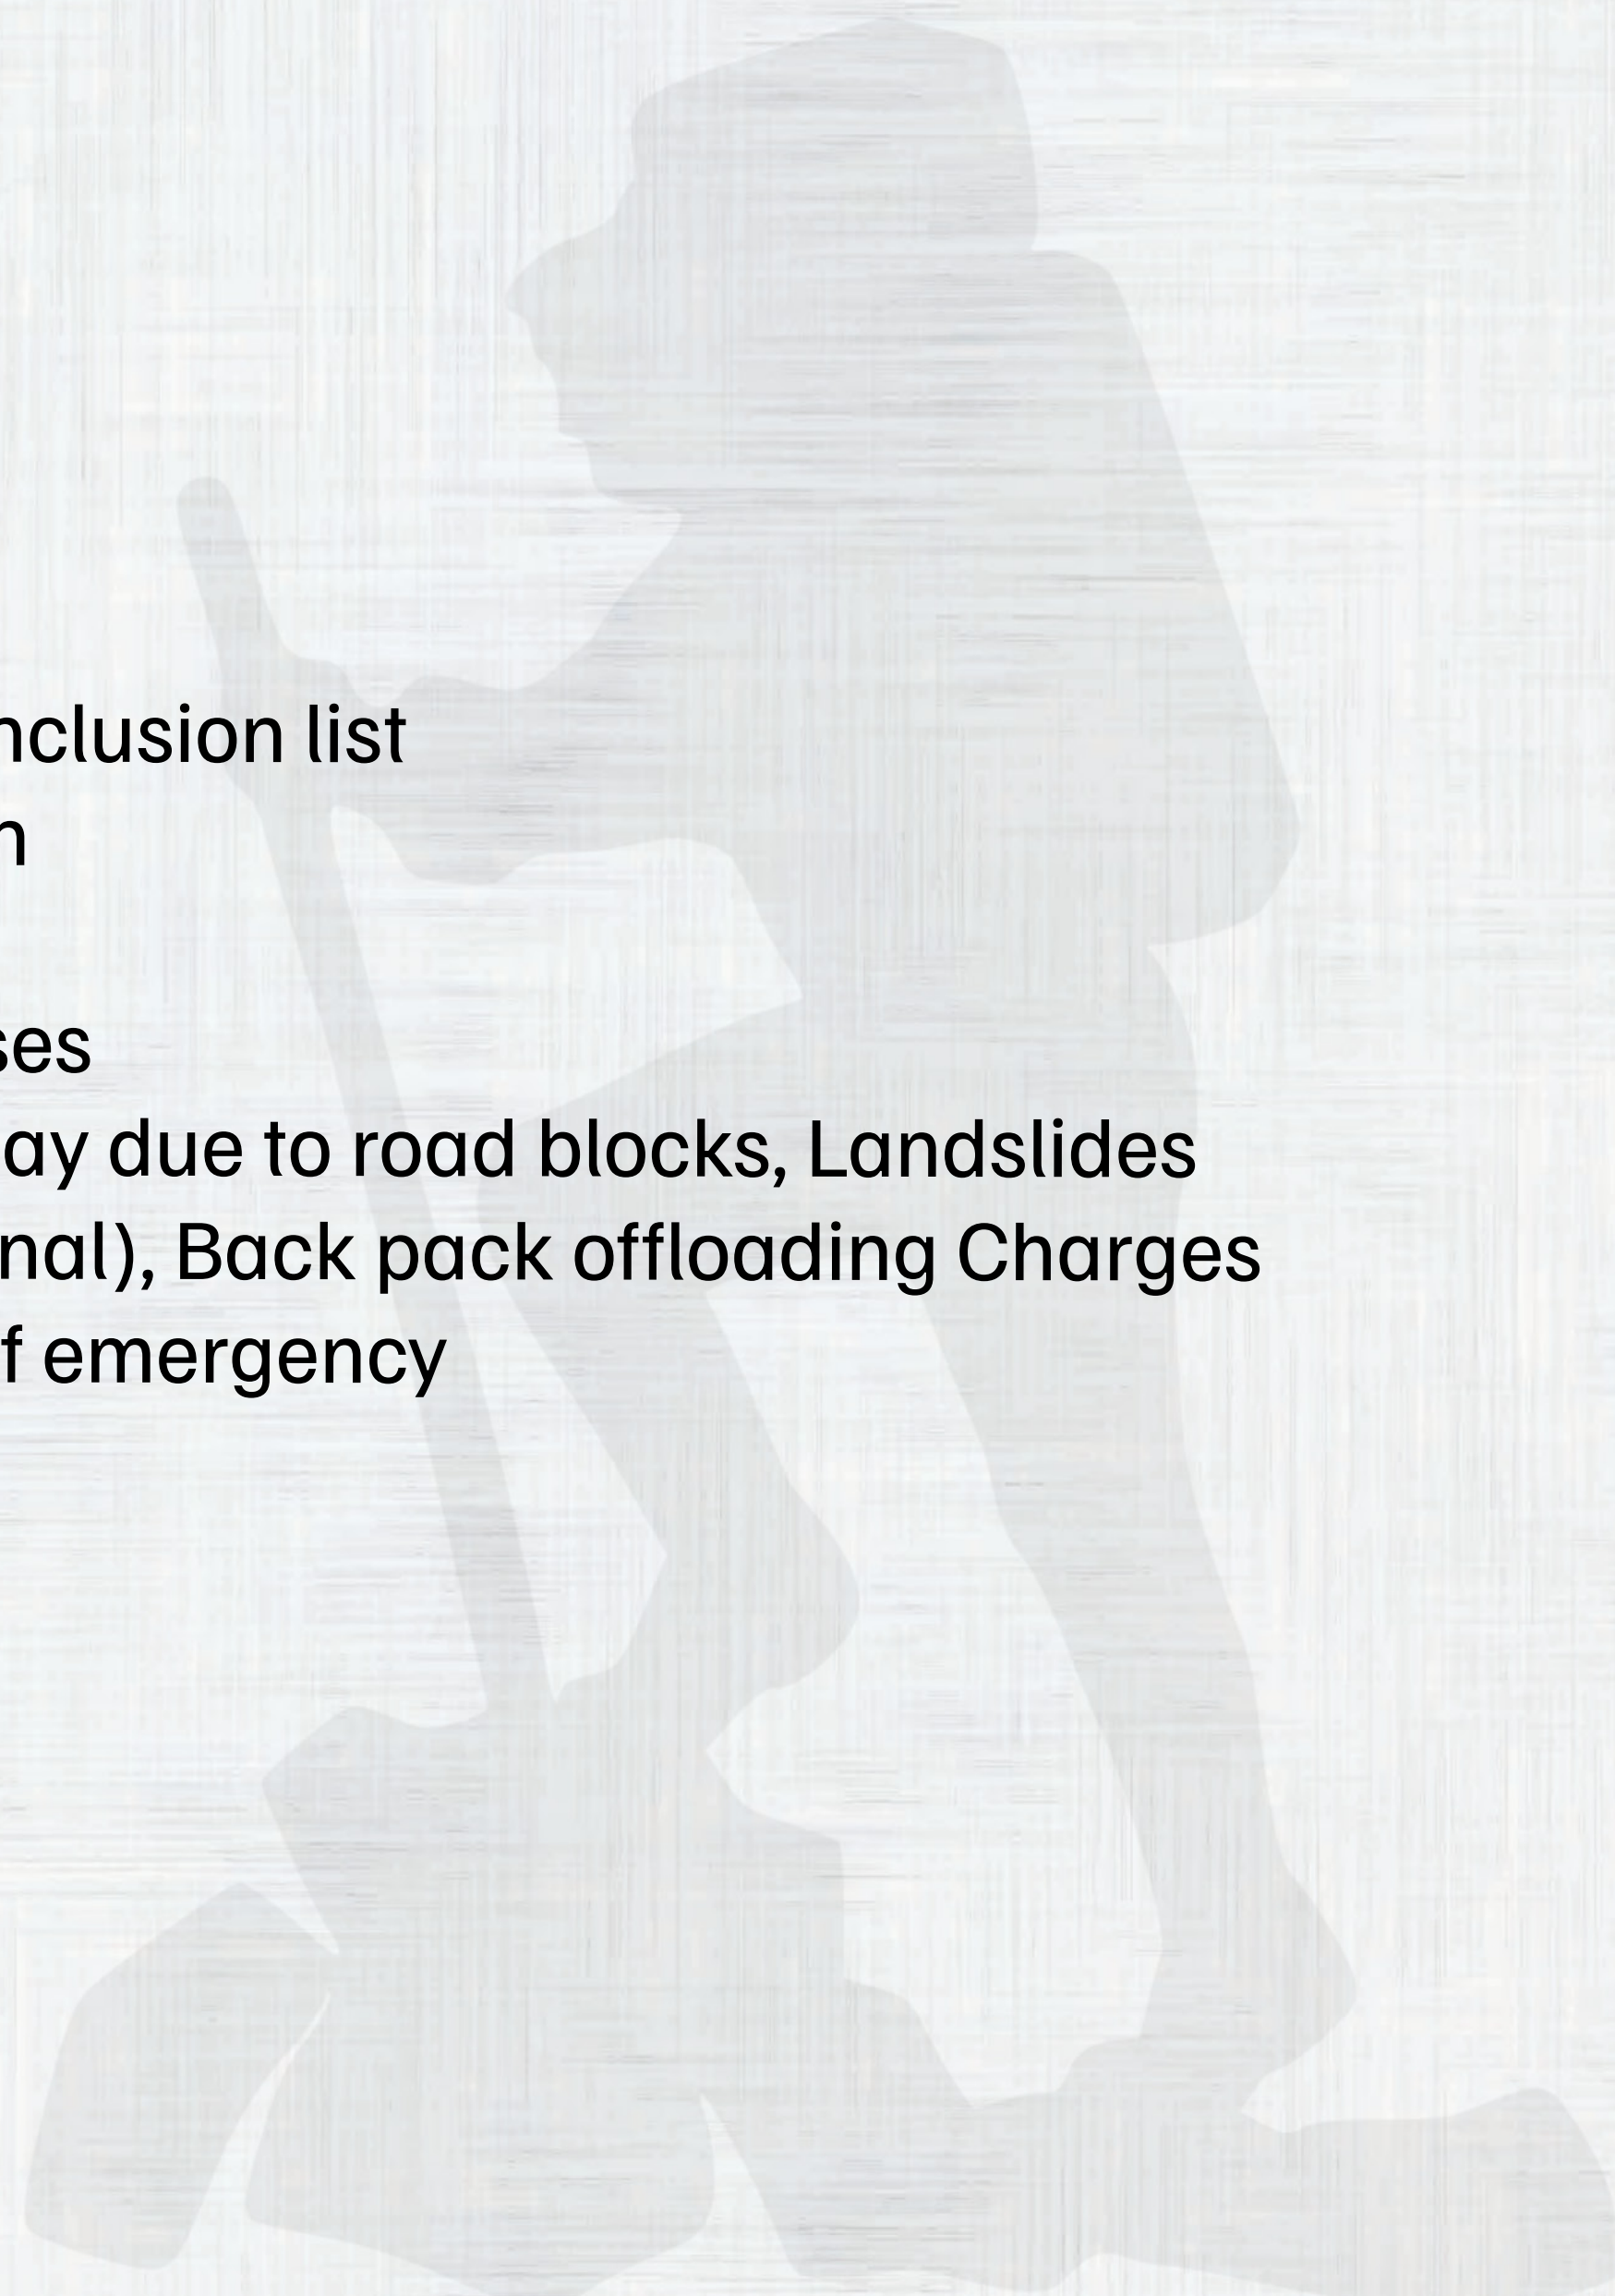 nclusion list
n
ses
ay due to road blocks, Landslides
nal), Back pack offloading Charges
f emergency